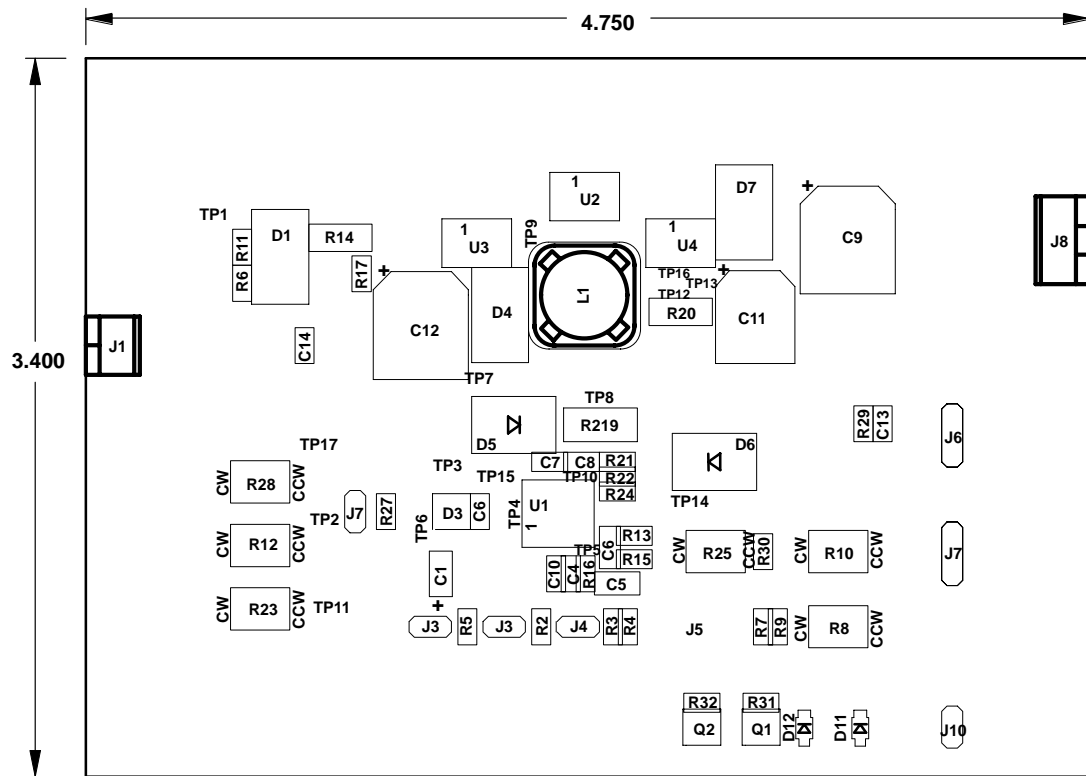 4.750
3.400
TP1
R11
R6
D1
R14
R17
+
C12
C14
1
U3
D4
TP7
TP9
1
U2
L1
1
U4
TP16
TP13
TP12
R20
D7
+
C11
+
C9
J8
J1
TP8
R219
D5
D6
R29
C13
J6
TP17
TP3
TP15
C7
C8
TP10
R21
R22
R24
TP14
CW
R28
CCW
TP2
J7
R27
TP6
D3
C6
TP4
U1
1
CW
R12
CCW
C6
TP5
R13
R15
CW
R25
CCW
R30
CW
R10
CCW
J7
C1
+
C10
C4
R16
C5
CW
R23
CCW
TP11
J3
R5
J3
R2
J4
R3
R4
J5
R7
R9
CW
R8
CCW
R32
Q2
R31
Q1
D12
D11
J10